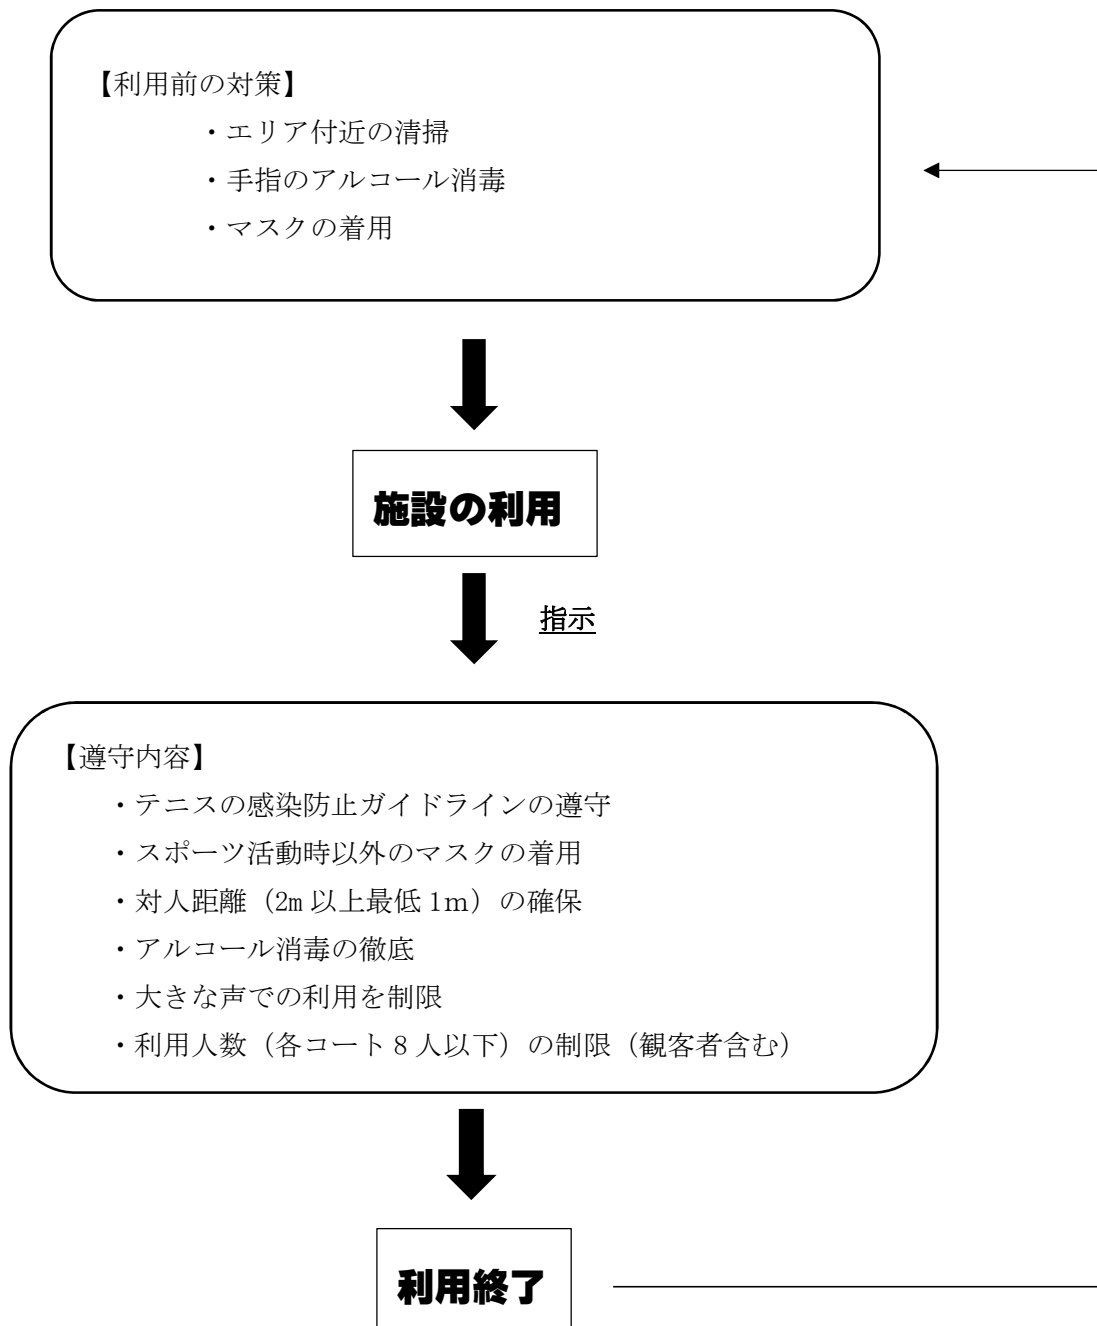 【利用前の対策】
・エリア付近の清掃
・手指のアルコール消毒
・マスクの着用
施設の利用
指示
【遵守内容】
・テニスの感染防止ガイドラインの遵守
・スポーツ活動時以外のマスクの着用
・対人距離（2m 以上最低 1m）の確保
・アルコール消毒の徹底
・大きな声での利用を制限
・利用人数（各コート 8 人以下）の制限（観客者含む）
利用終了